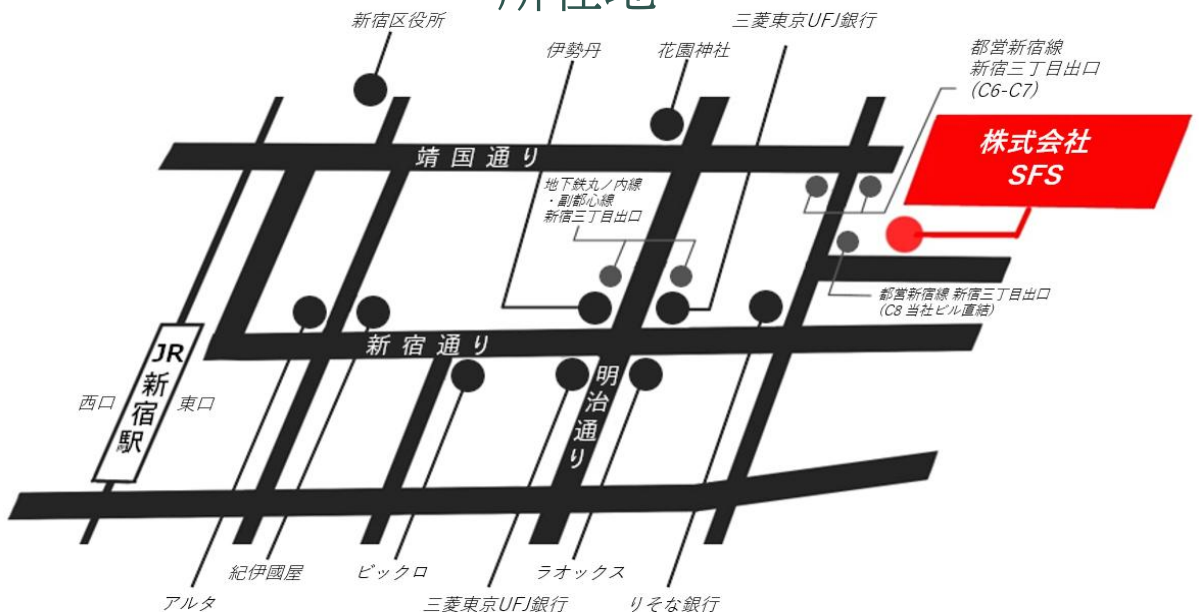 所在地
新宿区役所
三菱東京UFJ銀行
伊勢丹
花園神社
都営新宿線
新宿三丁目出口
(C6-C7)
株式会社
SFS
靖国通り
地下鉄丸ノ内線
・副都心線
新宿三丁目出口
都営新宿線 新宿三丁目出口
(C8 当社ビル直結)
新宿通り
JR
新宿駅
西口
東口
明治通り
紀伊國屋
ビックロ
ラオックス
アルタ
三菱東京UFJ銀行
りそな銀行